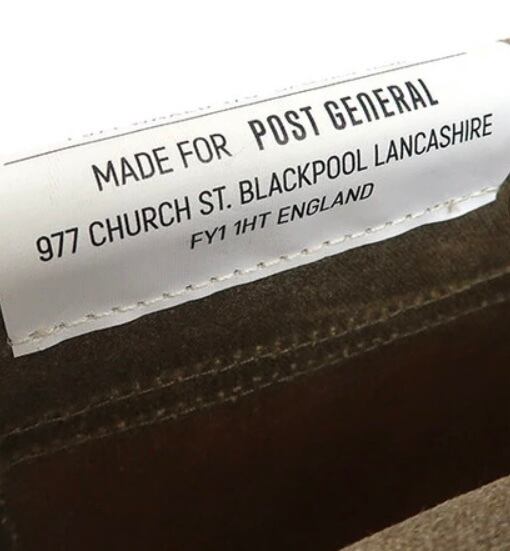 MADE FOR POST GENERAL
977 CHURCH ST. BLACKPOOL LANCASHIRE
FY1 1HT ENGLAND